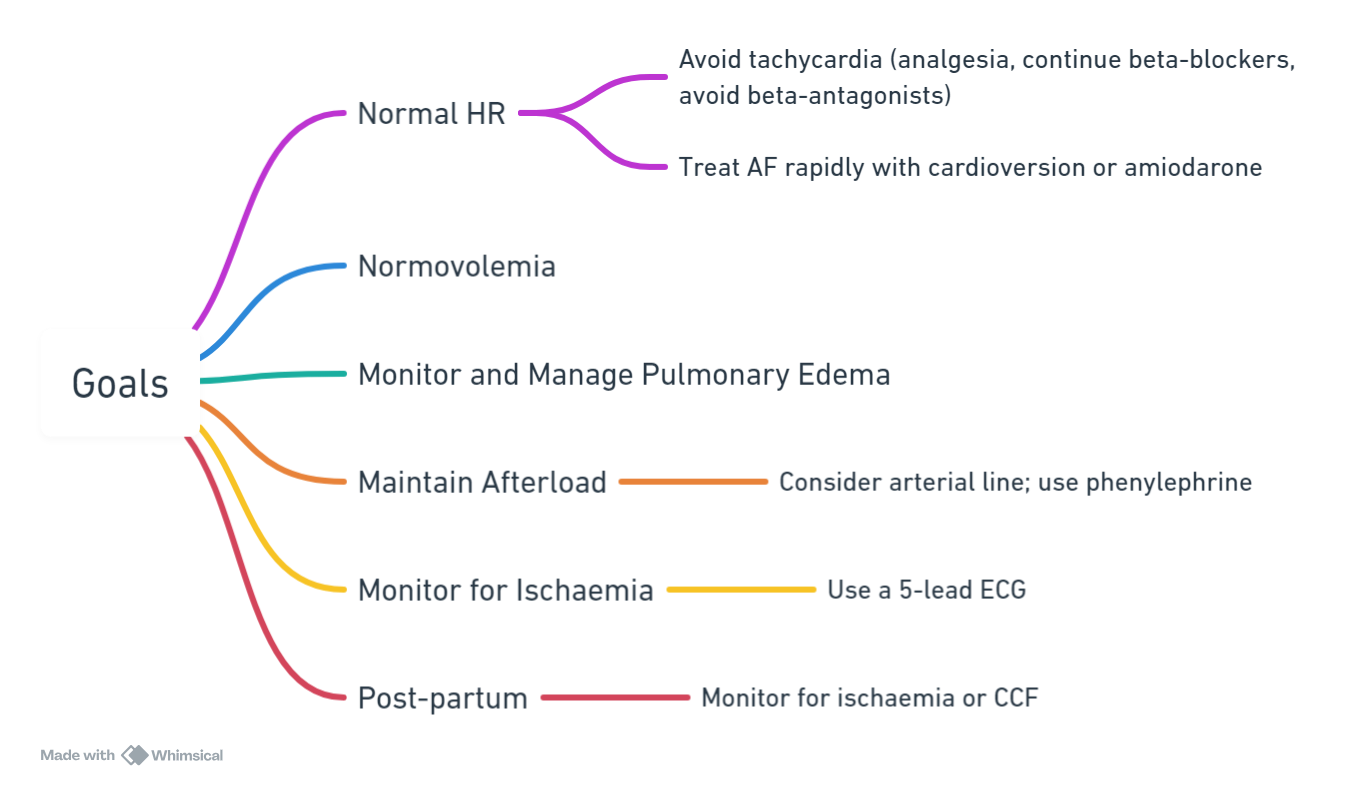 Goals
Normal HR
Avoid tachycardia (analgesia, continue beta-blockers,
avoid beta-antagonists)
Treat AF rapidly with cardioversion or amiodarone
Normovolemia
Monitor and Manage Pulmonary Edema
Maintain Afterload
Consider arterial line; use phenylephrine
Monitor for Ischaemia
Use a 5-lead ECG
Post-partum
Monitor for ischaemia or CCF
Made with Whimsical